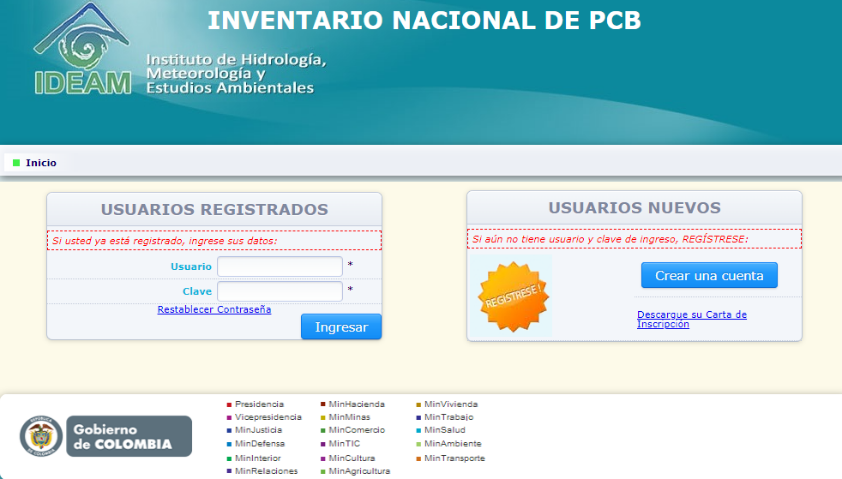 INVENTARIO NACIONAL DE PCB
IDEAM
Instituto de Hidrología,
Meteorología y
Estudios Ambientales
Inicio
USUARIOS REGISTRADOS
Si usted ya está registrado, ingrese sus datos:
Usuario *
Clave *
Restablecer Contraseña
Ingresar
USUARIOS NUEVOS
Si aún no tiene usuario y clave de ingreso, REGÍSTRESE:
REGISTRESE !
Crear una cuenta
Descargue su Carta de
Inscripción
Gobierno
de COLOMBIA
Presidencia
Vicepresidencia
MinJusticia
MinDefensa
MinInterior
MinRelaciones
MinHacienda
MinMinas
MinComercio
MinTIC
MinCultura
MinAgricultura
MinVivienda
MinTrabajo
MinSalud
MinAmbiente
MinTransporte